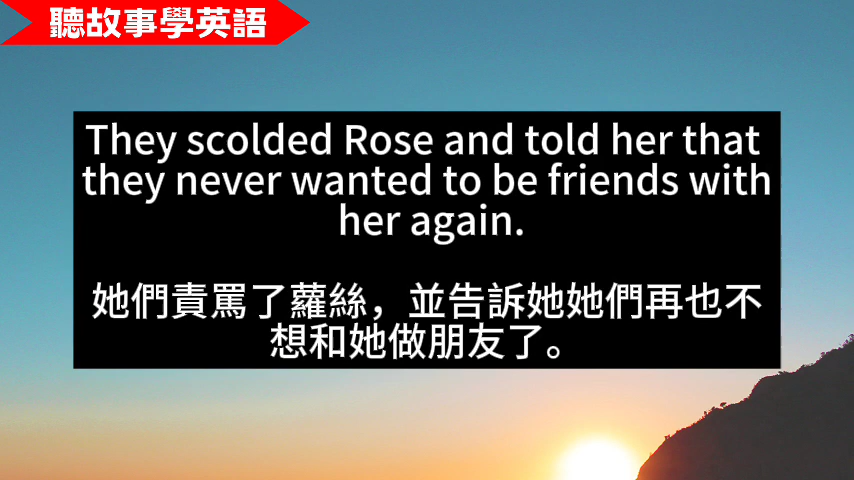 聽故事學英語
They scolded Rose and told her that
they never wanted to be friends with
her again.
她們責罵了蘿絲，並告訴她她們再也不
想和她做朋友了。